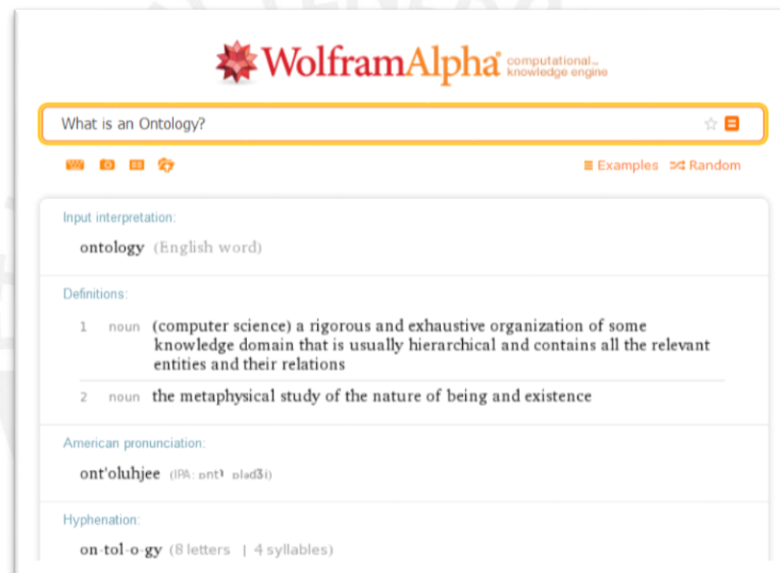 WolframAlpha computational knowledge engine
What is an Ontology?
Examples Random
Input interpretation:
ontology (English word)
Definitions:
1 noun (computer science) a rigorous and exhaustive organization of some
knowledge domain that is usually hierarchical and contains all the relevant
entities and their relations
2 noun the metaphysical study of the nature of being and existence
American pronunciation:
ont'oluhjee (IPA:
Hyphenation:
on-tol-o-gy (8 letters | 4 syllables)